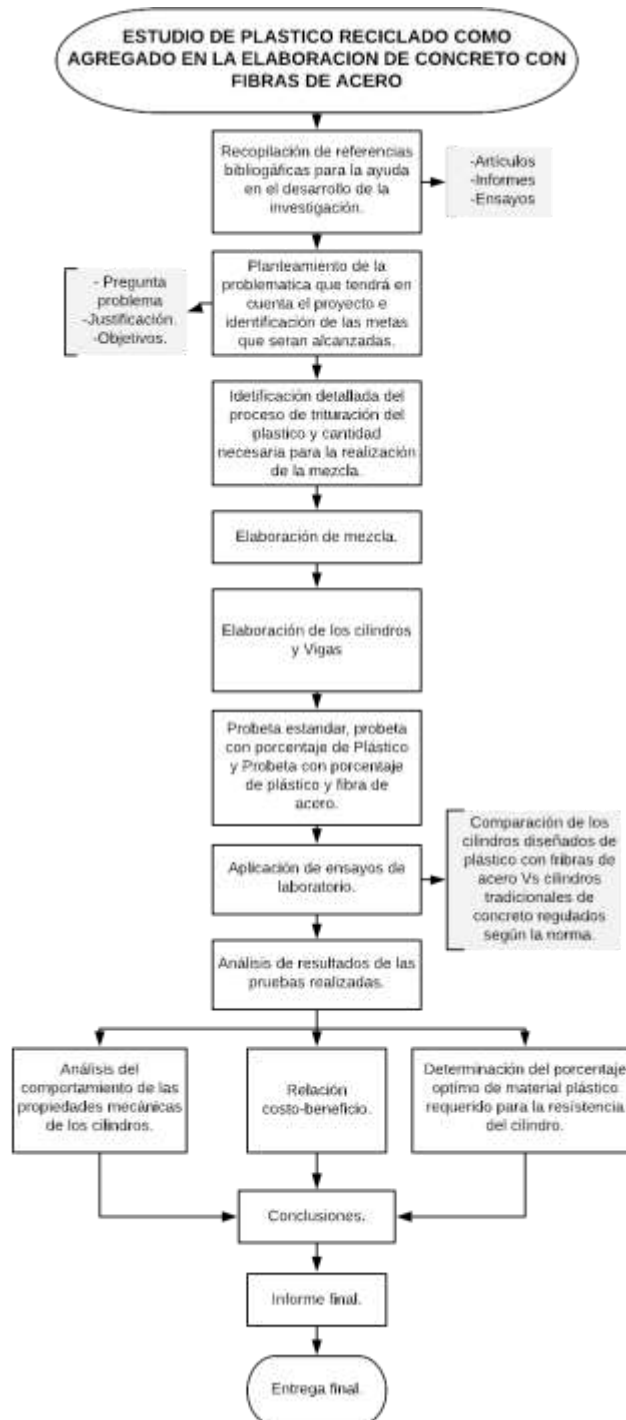 ESTUDIO DE PLASTICO RECICLADO COMO
AGREGADO EN LA ELABORACION DE CONCRETO CON
FIBRAS DE ACERO
Recopilación de referencias
bibliogáficas para la ayuda
en el desarrollo de la
investigación.
-Artículos
-Informes
-Ensayos
Planteamiento de la
problematica que tendrá en
cuenta el proyecto e
identificación de las metas
que seran alcanzadas.
- Pregunta
problema
-Justificación.
-Objetivos.
Idetificación detallada del
proceso de trituración del
plastico y cantidad
necesaria para la realización
de la mezcla.
Elaboración de mezcla.
Elaboración de los cilindros
y Vigas
Probeta estandar, probeta
con porcentaje de Plástico
y Probeta con porcentaje
de plástico y fibra de
acero.
Aplicación de ensayos de
laboratorio.
Comparación de los
cilindros diseñados de
plástico con fribras de
acero Vs cilindros
tradicionales de
concreto regulados
según la norma.
Análisis de resultados de las
pruebas realizadas.
Análisis del
comportamiento de las
propiedades mecánicas
de los cilindros.
Relación
costo-beneficio.
Determinación del porcentaje
optimo de material plástico
requerido para la resistencia
del cilindro.
Conclusiones.
Informe final.
Entrega final.